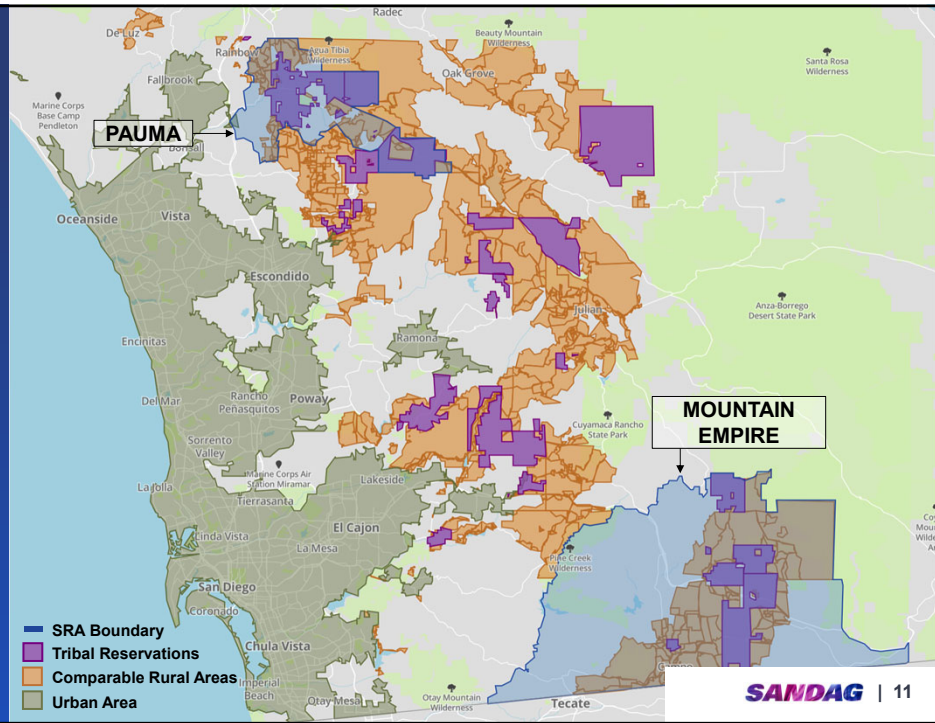 Radec
De Luz
Beauty Mountain
Wilderness
Rainbow
Agua Tibia
Wilderness
Oak Grove
Santa Rosa
Wilderness
Fallbrook
Marine Corps
Base Camp
Pendleton
PAUMA
Bonsall
Oceanside
Vista
Escondido
Anza-Borrego
Desert State Park
Julian
Encinitas
Ramona
Del Mar
Rancho
Peñasquitos
Poway
MOUNTAIN
EMPIRE
Cuyamaca Rancho
State Park
Sorrento
Valley
Marine Corps Air
Station Miramar
Lakeside
La Jolla
Tierrasanta
El Cajon
Linda Vista
La Mesa
Pine Creek
Wilderness
San Diego
Coronado
Chula Vista
Imperial
Beach
Otay Mesa
Otay Mountain
Wilderness
Campo
Tecate
SRA Boundary
Tribal Reservations
Comparable Rural Areas
Urban Area
SANDAG | 11